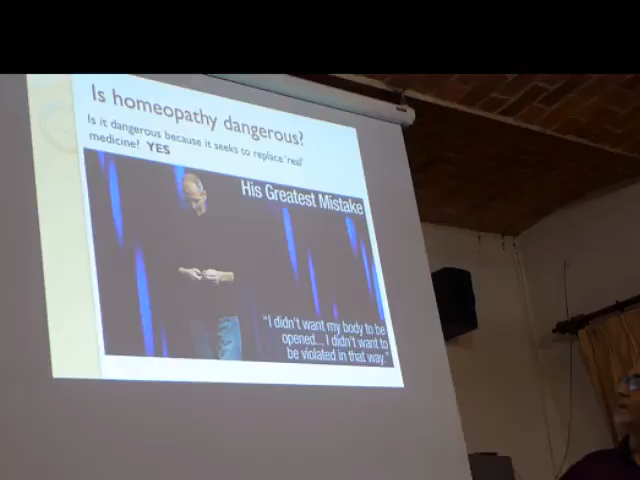 Is homeopathy dangerous?
Is it dangerous because it seeks to replace 'real'
medicine? YES
His Greatest Mistake
"I didn't want my body to be
opened... I didn't want to
be violated in that way."